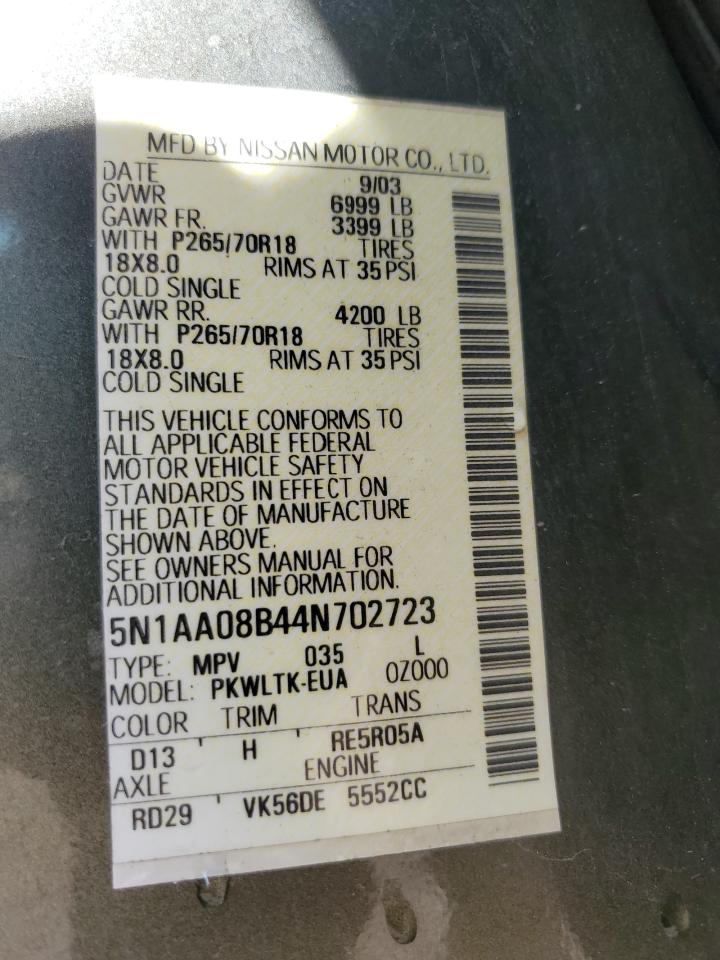 MFD BY NISSAN MOTOR CO., LTD.
DATE 9/03
GVWR 6999 LB
GAWR FR. 3399 LB
WITH P265/70R18 TIRES
18X8.0 RIMS AT 35 PSI
COLD SINGLE
GAWR RR. 4200 LB
WITH P265/70R18 TIRES
18X8.0 RIMS AT 35 PSI
COLD SINGLE
THIS VEHICLE CONFORMS TO
ALL APPLICABLE FEDERAL
MOTOR VEHICLE SAFETY
STANDARDS IN EFFECT ON
THE DATE OF MANUFACTURE
SHOWN ABOVE.
SEE OWNERS MANUAL FOR
ADDITIONAL INFORMATION.
5N1AA08B44N702723
TYPE: MPV 035 L
MODEL: PKWLTK-EUA 0Z000
COLOR TRIM TRANS
D13 ' H ' RE5R05A
AXLE ENGINE
RD29 ' VK56DE 5552CC